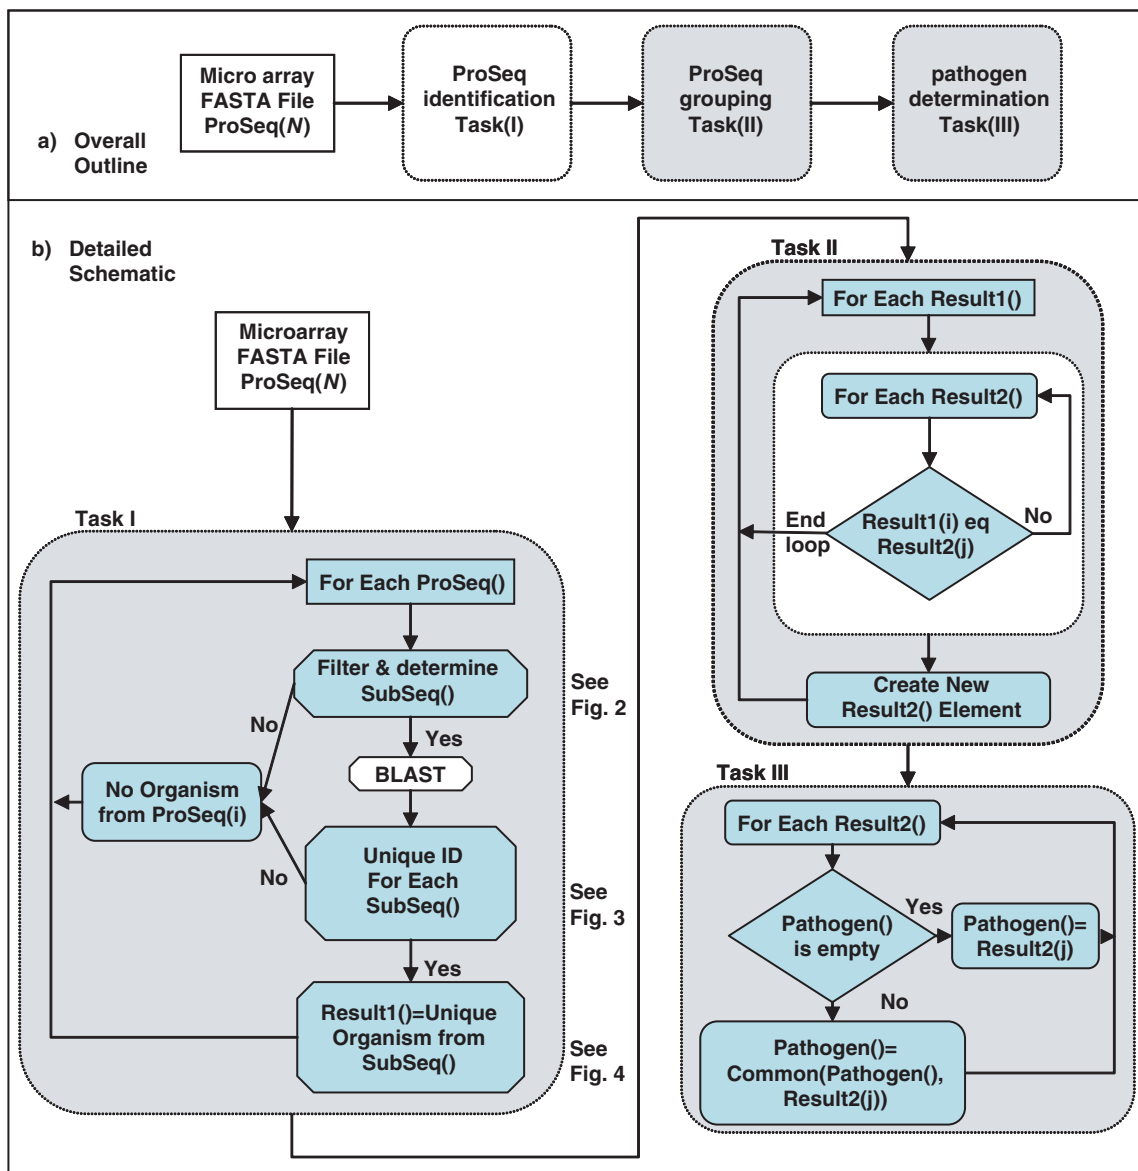 Micro array
FASTA File
ProSeq(N)
ProSeq
identification
Task(I)
ProSeq
grouping
Task(II)
pathogen
determination
Task(III)
a) Overall
Outline
b) Detailed
Schematic
Microarray
FASTA File
ProSeq(N)
Task I
For Each ProSeq()
Filter & determine
SubSeq()
See
Fig. 2
No
Yes
BLAST
No Organism
from ProSeq(i)
No
Unique ID
For Each
SubSeq()
See
Fig. 3
Yes
Result1()=Unique
Organism from
SubSeq()
See
Fig. 4
Task II
For Each Result1()
For Each Result2()
End
loop
Result1(i) eq
Result2(j)
No
Create New
Result2() Element
Task III
For Each Result2()
Pathogen()
is empty
Yes
Pathogen()=
Result2(j)
No
Pathogen()=
Common(Pathogen(),
Result2(j))